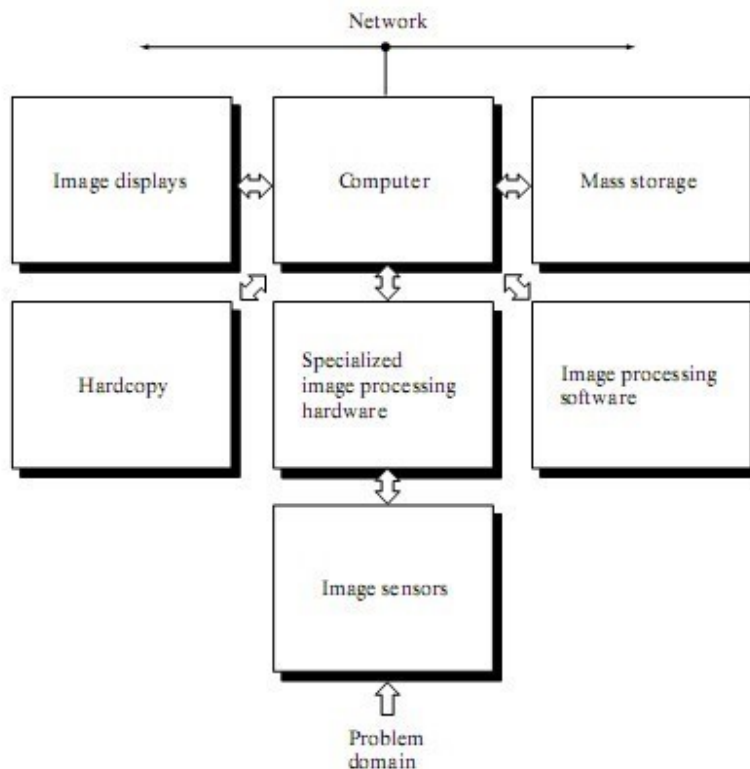 Network
Image displays
Computer
Mass storage
Hardcopy
Specialized
image processing
hardware
Image processing
software
Image sensors
Problem
domain